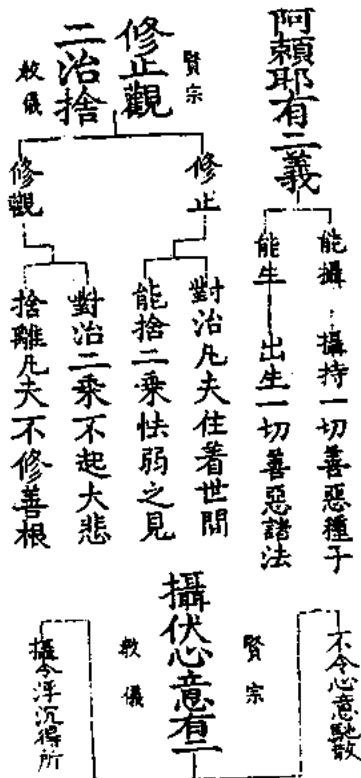 阿賴耶有二義
能攝 攝持一切善惡種子
能生 出生一切善惡諸法
賢宗
修正觀
二治捨
教儀
修止
對治凡夫住着世間
能捨二乘怯弱之見
修觀
對治二乘不起大悲
捨離凡夫不修善根
不令心意馳散
賢宗
攝伏心意有二
教儀
攝令浮沉得所